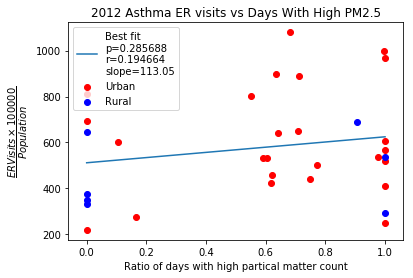 2012 Asthma ER visits vs Days With High PM2.5
Best fit
p=0.285688
r=0.194664
slope=113.05
Urban
Rural
ERVisits × 100000
Population
1000
800
600
400
200
0.0 0.2 0.4 0.6 0.8 1.0
Ratio of days with high partical matter count